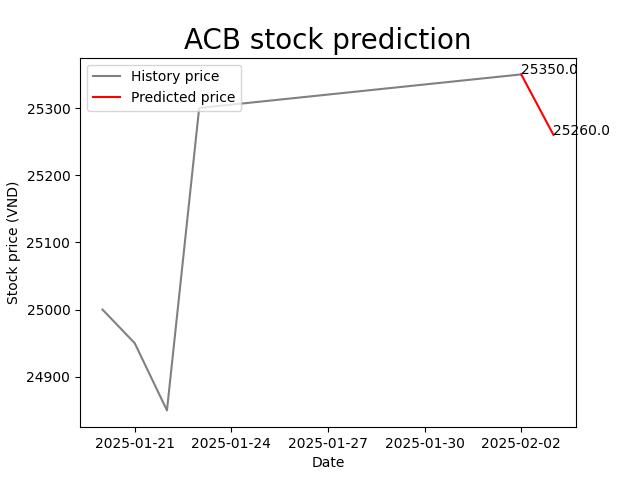 ACB stock prediction
History price
Predicted price
25350.0
25260.0
25300
25200
25100
25000
24900
Stock price (VND)
2025-01-21
2025-01-24
2025-01-27
2025-01-30
2025-02-02
Date